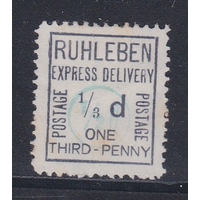 RUHLEBEN
EXPRESS DELIVERY
POSTAGE
1/3 d
POSTAGE
ONE
THIRD-PENNY